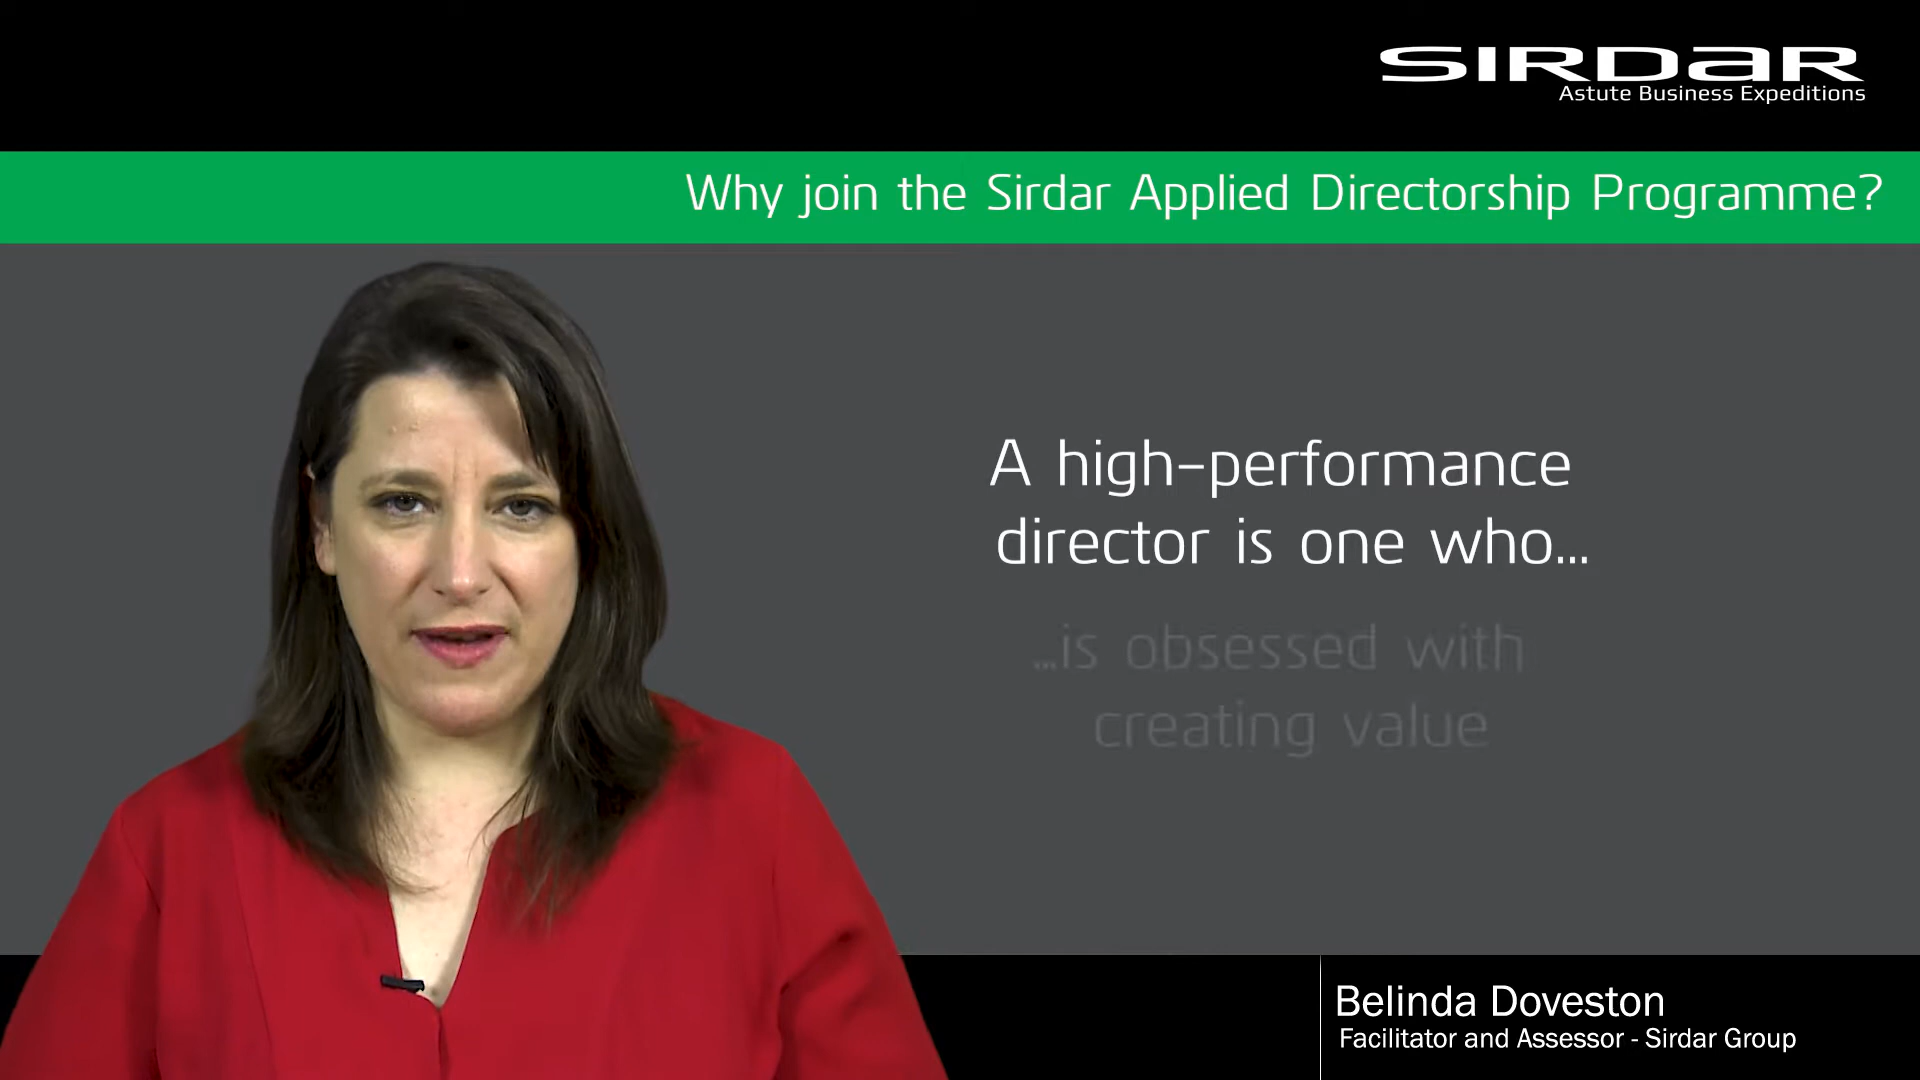 SIRDAR
Astute Business Expeditions
Why join the Sirdar Applied Directorship Programme?
A high-performance
director is one who...
...is obsessed with
creating value
Belinda Doveston
Facilitator and Assessor - Sirdar Group